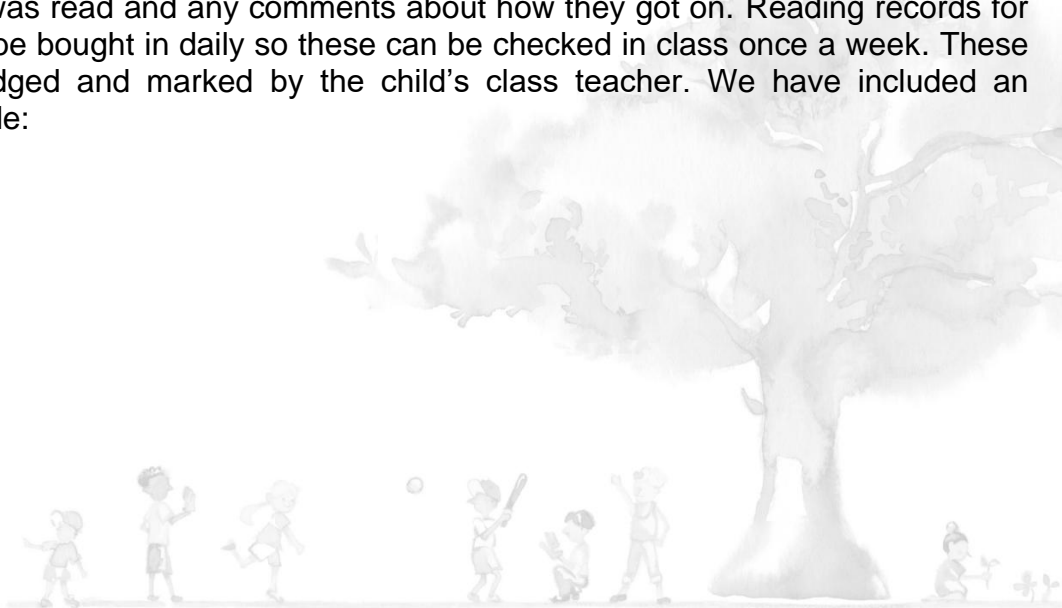 was read and any comments about how they got on. Reading records for
be bought in daily so these can be checked in class once a week. These
and marked by the child’s class teacher. We have included an